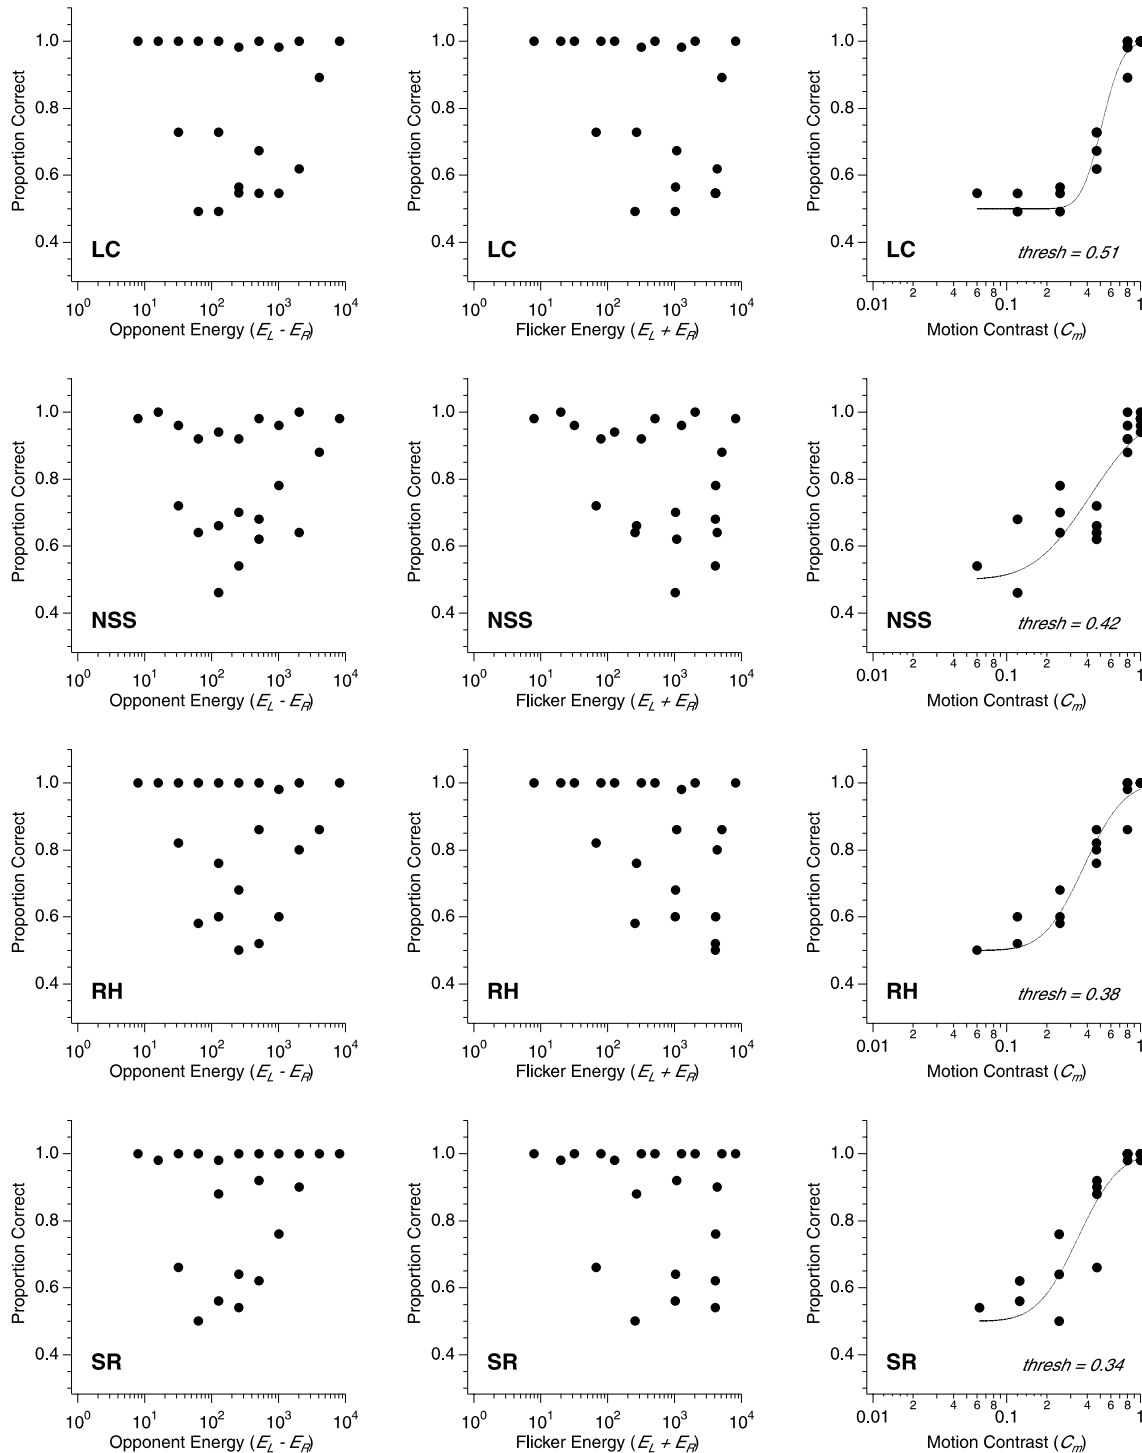 1.0
0.8
0.6
0.4
Proportion Correct
LC
10^0 10^1 10^2 10^3 10^4
Opponent Energy (E_L - E_R)
1.0
0.8
0.6
0.4
Proportion Correct
LC
10^0 10^1 10^2 10^3 10^4
Flicker Energy (E_L + E_R)
1.0
0.8
0.6
0.4
Proportion Correct
LC
thresh = 0.51
0.01 2 4 6 8 0.1 2 4 6 8 1
Motion Contrast (C_m)
1.0
0.8
0.6
0.4
Proportion Correct
NSS
10^0 10^1 10^2 10^3 10^4
Opponent Energy (E_L - E_R)
1.0
0.8
0.6
0.4
Proportion Correct
NSS
10^0 10^1 10^2 10^3 10^4
Flicker Energy (E_L + E_R)
1.0
0.8
0.6
0.4
Proportion Correct
NSS
thresh = 0.42
0.01 2 4 6 8 0.1 2 4 6 8 1
Motion Contrast (C_m)
1.0
0.8
0.6
0.4
Proportion Correct
RH
10^0 10^1 10^2 10^3 10^4
Opponent Energy (E_L - E_R)
1.0
0.8
0.6
0.4
Proportion Correct
RH
10^0 10^1 10^2 10^3 10^4
Flicker Energy (E_L + E_R)
1.0
0.8
0.6
0.4
Proportion Correct
RH
thresh = 0.38
0.01 2 4 6 8 0.1 2 4 6 8 1
Motion Contrast (C_m)
1.0
0.8
0.6
0.4
Proportion Correct
SR
10^0 10^1 10^2 10^3 10^4
Opponent Energy (E_L - E_R)
1.0
0.8
0.6
0.4
Proportion Correct
SR
10^0 10^1 10^2 10^3 10^4
Flicker Energy (E_L + E_R)
1.0
0.8
0.6
0.4
Proportion Correct
SR
thresh = 0.34
0.01 2 4 6 8 0.1 2 4 6 8 1
Motion Contrast (C_m)